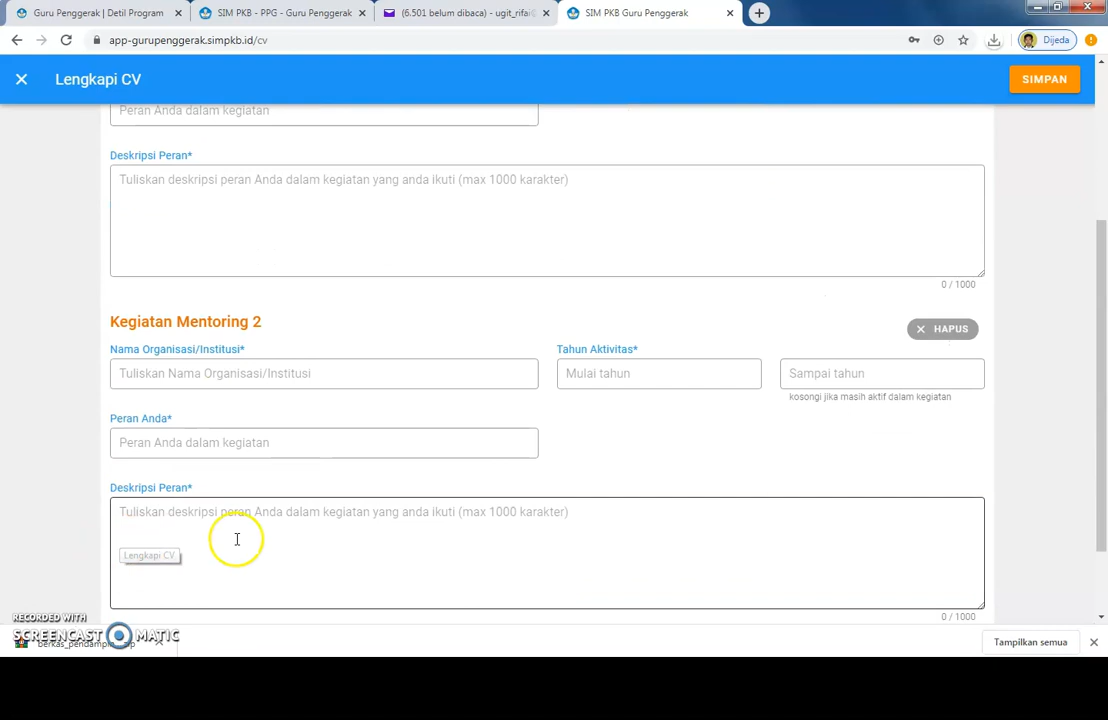 Guru Penggerak | Detil Program
SIM PKB - PPG - Guru Penggerak
(6.501 belum dibaca) - ugit_rifai@
SIM PKB Guru Penggerak
app-gurupenggerak.simpkb.id/cv
Dijeda
Lengkapi CV
SIMPAN
Peran Anda dalam kegiatan
Deskripsi Peran*
Tuliskan deskripsi peran Anda dalam kegiatan yang anda ikuti (max 1000 karakter)
0 / 1000
Kegiatan Mentoring 2
HAPUS
Nama Organisasi/Institusi*
Tahun Aktivitas*
Tuliskan Nama Organisasi/Institusi
Mulai tahun
Sampai tahun
kosongi jika masih aktif dalam kegiatan
Peran Anda*
Peran Anda dalam kegiatan
Deskripsi Peran*
Tuliskan deskripsi peran Anda dalam kegiatan yang anda ikuti (max 1000 karakter)
Lengkapi CV
0 / 1000
RECORDED WITH
SCREENCAST MATIC
Tampilkan semua